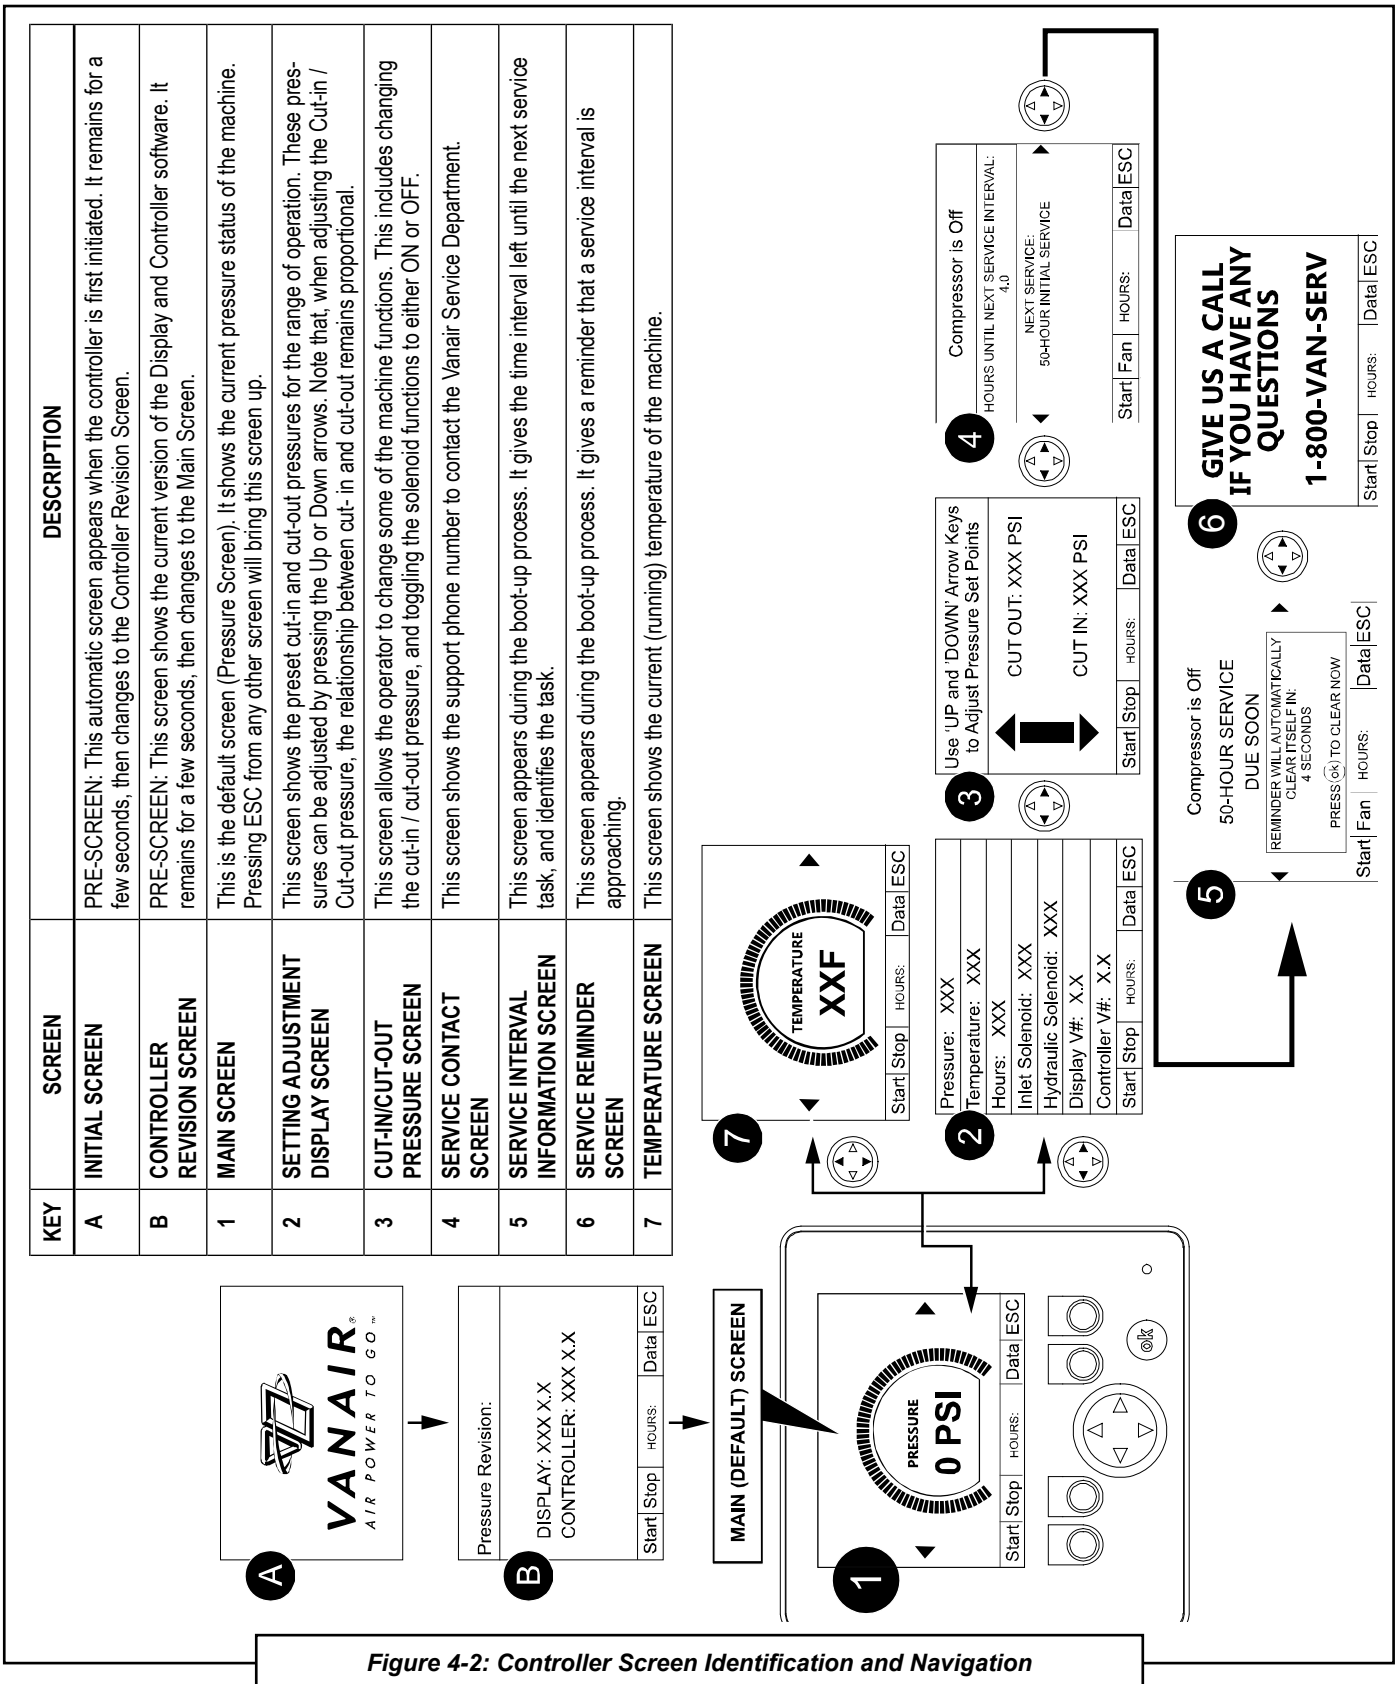 KEY SCREEN DESCRIPTION
A INITIAL SCREEN PRE-SCREEN: This automatic screen appears when the controller is first initiated. It remains for a
few seconds, then changes to the Controller Revision Screen.
B CONTROLLER
REVISION SCREEN
PRE-SCREEN: This screen shows the current version of the Display and Controller software. It
remains for a few seconds, then changes to the Main Screen.
1 MAIN SCREEN This is the default screen (Pressure Screen). It shows the current pressure status of the machine.
Pressing ESC from any other screen will bring this screen up.
2 SETTING ADJUSTMENT
DISPLAY SCREEN
This screen shows the preset cut-in and cut-out pressures for the range of operation. These pres-
sures can be adjusted by pressing the Up or Down arrows. Note that, when adjusting the Cut-in /
Cut-out pressure, the relationship between cut- in and cut-out remains proportional.
3 CUT-IN/CUT-OUT
PRESSURE SCREEN
This screen allows the operator to change some of the machine functions. This includes changing
the cut-in / cut-out pressure, and toggling the solenoid functions to either ON or OFF.
4 SERVICE CONTACT
SCREEN
This screen shows the support phone number to contact the Vanair Service Department.
5 SERVICE INTERVAL
INFORMATION SCREEN
This screen appears during the boot-up process. It gives the time interval left until the next service
task, and identifies the task.
6 SERVICE REMINDER
SCREEN
This screen appears during the boot-up process. It gives a reminder that a service interval is
approaching.
7 TEMPERATURE SCREEN This screen shows the current (running) temperature of the machine.
A
VANAIR®
AIR POWER TO GO ™
B
Pressure Revision:
DISPLAY: XXX X.X
CONTROLLER: XXX X.X
Start Stop HOURS: Data ESC
MAIN (DEFAULT) SCREEN
1
PRESSURE
0 PSI
Start Stop HOURS: Data ESC
ok
7
TEMPERATURE
XXF
Start Stop HOURS: Data ESC
2
Pressure: XXX
Temperature: XXX
Hours: XXX
Inlet Solenoid: XXX
Hydraulic Solenoid: XXX
Display V#: X.X
Controller V#: X.X
Start Stop HOURS: Data ESC
3
Use 'UP and 'DOWN' Arrow Keys
to Adjust Pressure Set Points
CUT OUT: XXX PSI
CUT IN: XXX PSI
Start Stop HOURS: Data ESC
4
Compressor is Off
HOURS UNTIL NEXT SERVICE INTERVAL:
4.0
NEXT SERVICE:
50-HOUR INITIAL SERVICE
Start Fan HOURS: Data ESC
5
Compressor is Off
50-HOUR SERVICE
DUE SOON
REMINDER WILL AUTOMATICALLY
CLEAR ITSELF IN:
4 SECONDS
PRESS ok TO CLEAR NOW
Start Fan HOURS: Data ESC
6
GIVE US A CALL
IF YOU HAVE ANY
QUESTIONS
1-800-VAN-SERV
Start Stop HOURS: Data ESC
Figure 4-2: Controller Screen Identification and Navigation